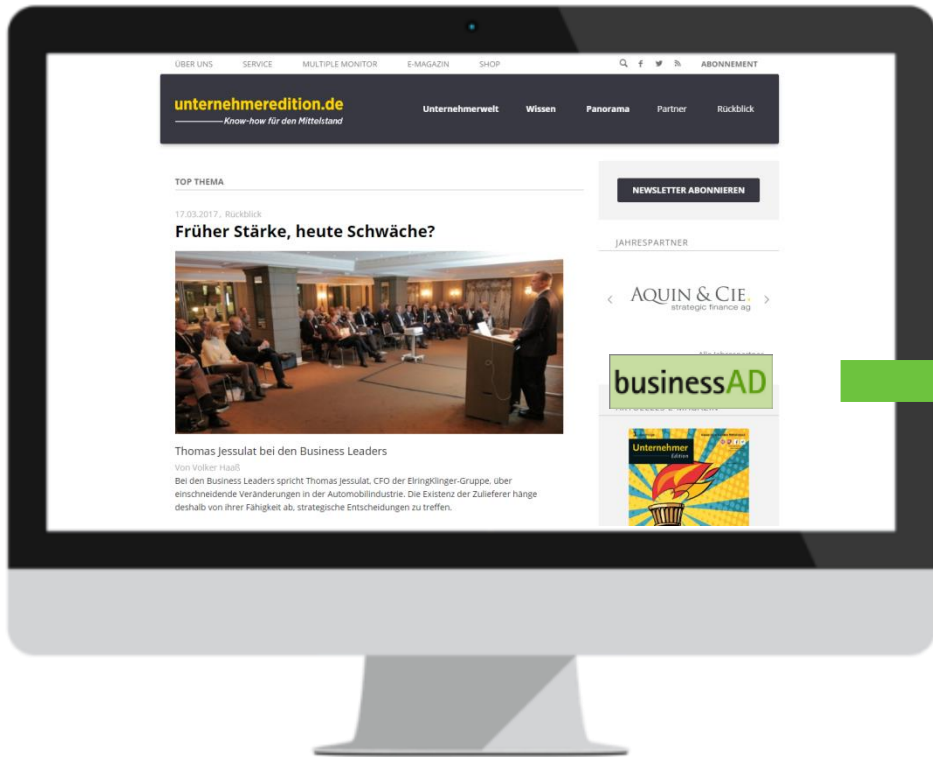 ÜBER UNS SERVICE MULTIPLE MONITOR E-MAGAZIN SHOP ABONNEMENT
unternehmeredition.de
Know-how für den Mittelstand
Unternehmerwelt Wissen Panorama Partner Rückblick
TOP THEMA
17.03.2017, Rückblick
Früher Stärke, heute Schwäche?
Thomas Jessulat bei den Business Leaders
Von Volker Haaß
Bei den Business Leaders spricht Thomas Jessulat, CFO der ElringKlinger-Gruppe, über
einschneidende Veränderungen in der Automobilindustrie. Die Existenz der Zulieferer hänge
deshalb von ihrer Fähigkeit ab, strategische Entscheidungen zu treffen.
NEWSLETTER ABONNIEREN
JAHRESPARTNER
AQUIN & CIE.
strategic finance ag
businessAD
Unternehmer
Edition